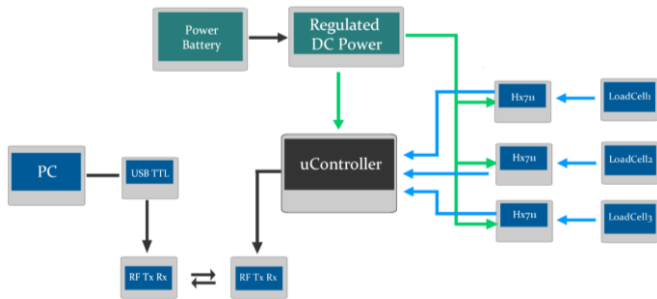 Power
Battery
Regulated
DC Power
Hx711
LoadCell1
uController
Hx711
LoadCell2
PC
USB TTL
Hx711
LoadCell3
RF Tx Rx
RF Tx Rx